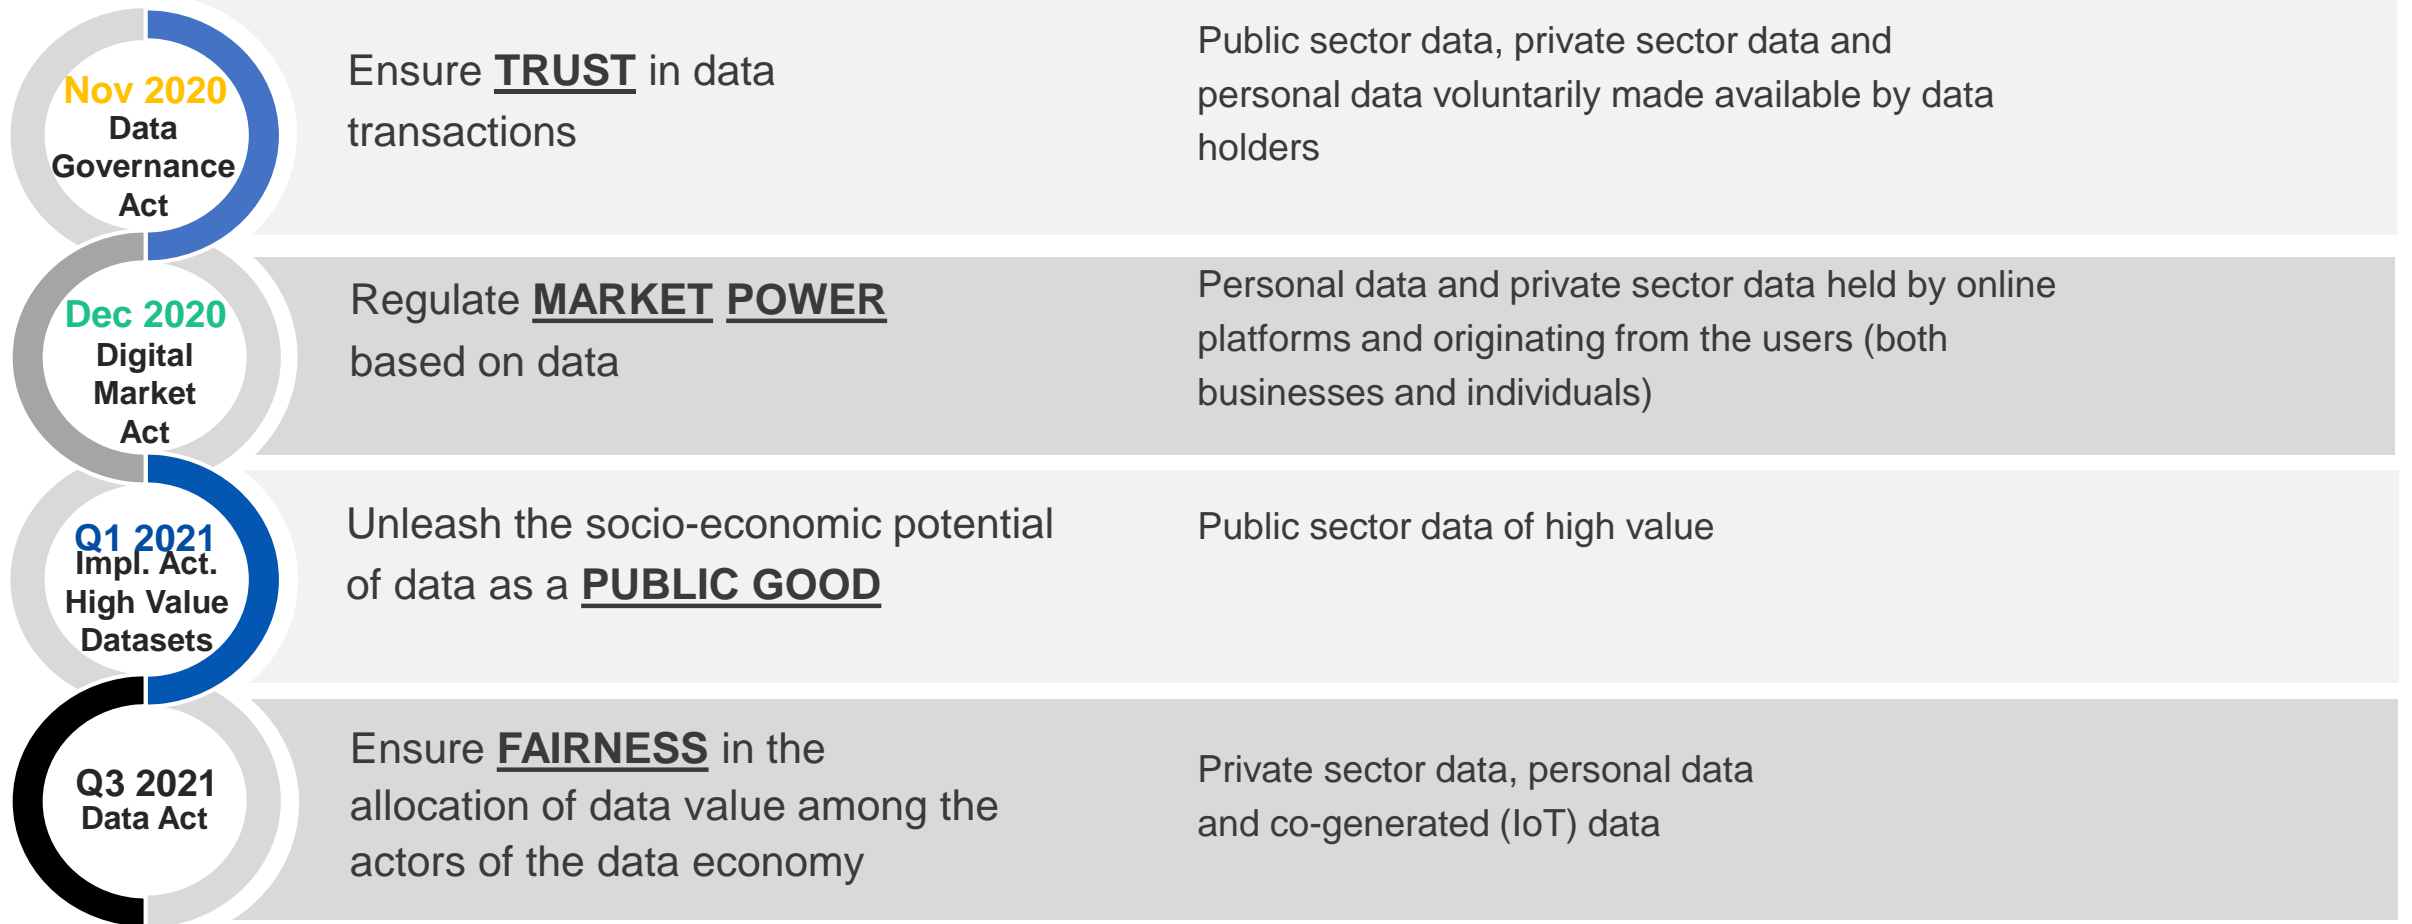 Nov 2020
Data
Governance
Act
Ensure TRUST in data
transactions
Public sector data, private sector data and
personal data voluntarily made available by data
holders
Dec 2020
Digital
Market
Act
Regulate MARKET POWER
based on data
Personal data and private sector data held by online
platforms and originating from the users (both
businesses and individuals)
Q1 2021
Impl. Act.
High Value
Datasets
Unleash the socio-economic potential
of data as a PUBLIC GOOD
Public sector data of high value
Q3 2021
Data Act
Ensure FAIRNESS in the
allocation of data value among the
actors of the data economy
Private sector data, personal data
and co-generated (IoT) data